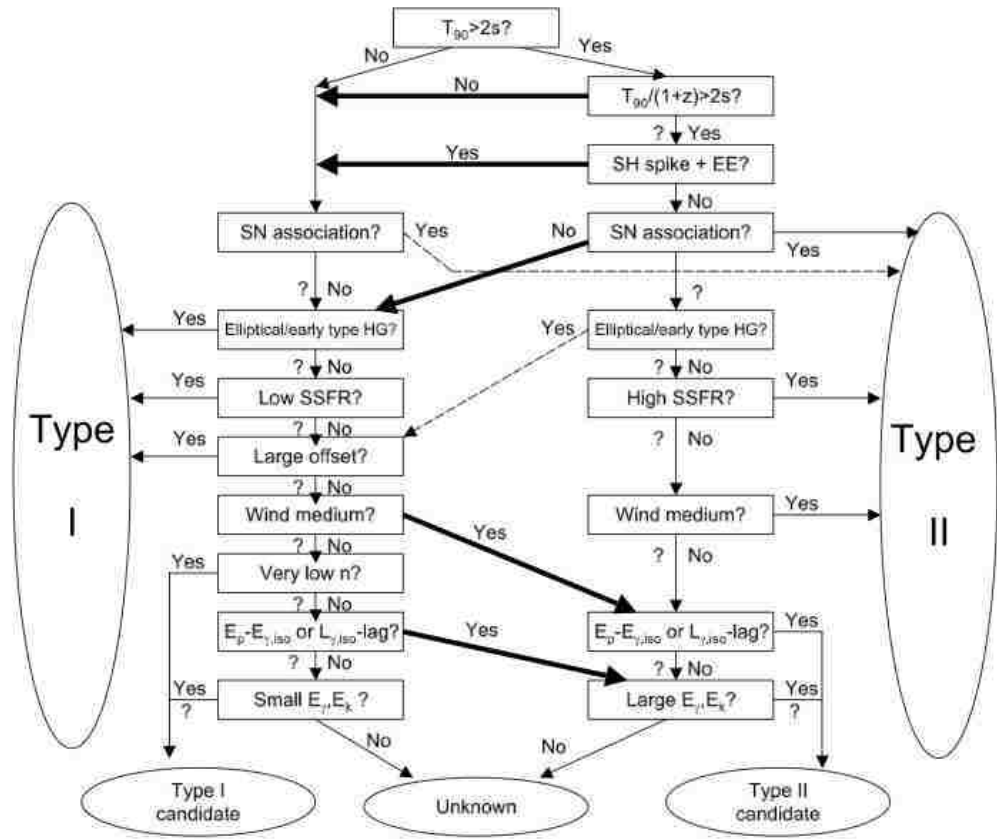 T90>2s?
No
Yes
No
T90/(1+z)>2s?
? Yes
Yes
SH spike + EE?
No
SN association?
Yes
No
SN association?
Yes
? No
?
Yes
Elliptical/early type HG?
Yes
Elliptical/early type HG?
? No
? No
Yes
Low SSFR?
High SSFR?
Yes
? No
Type
I
Yes
Large offset?
? No
Type
II
? No
Wind medium?
Yes
Wind medium?
Yes
? No
Yes
Very low n?
? No
? No
Ep-Eγ,iso or Lγ,iso-lag?
Yes
Ep-Eγ,iso or Lγ,iso-lag?
Yes
? No
? No
Yes
?
Small Eγ,Ek ?
Large Eγ,Ek?
Yes
?
No
No
Type I
candidate
Unknown
Type II
candidate